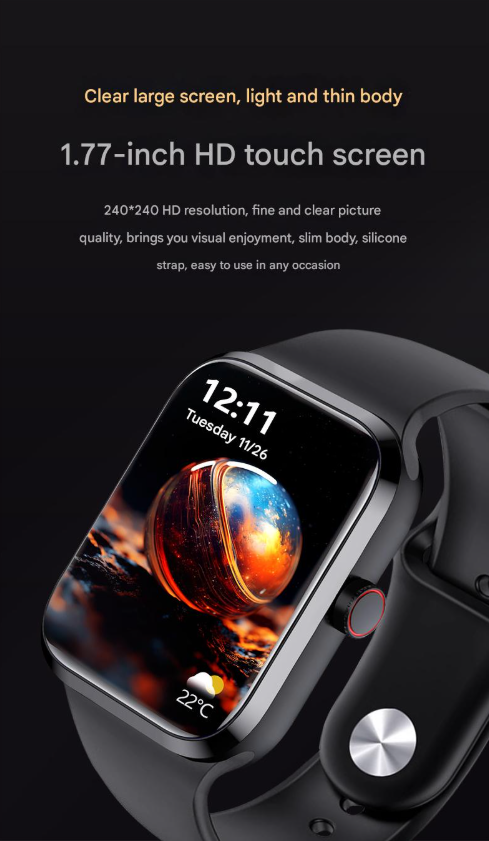 Clear large screen, light and thin body
1.77-inch HD touch screen
240*240 HD resolution, fine and clear picture
quality, brings you visual enjoyment, slim body, silicone
strap, easy to use in any occasion
12:11
Tuesday 11/26
22°C